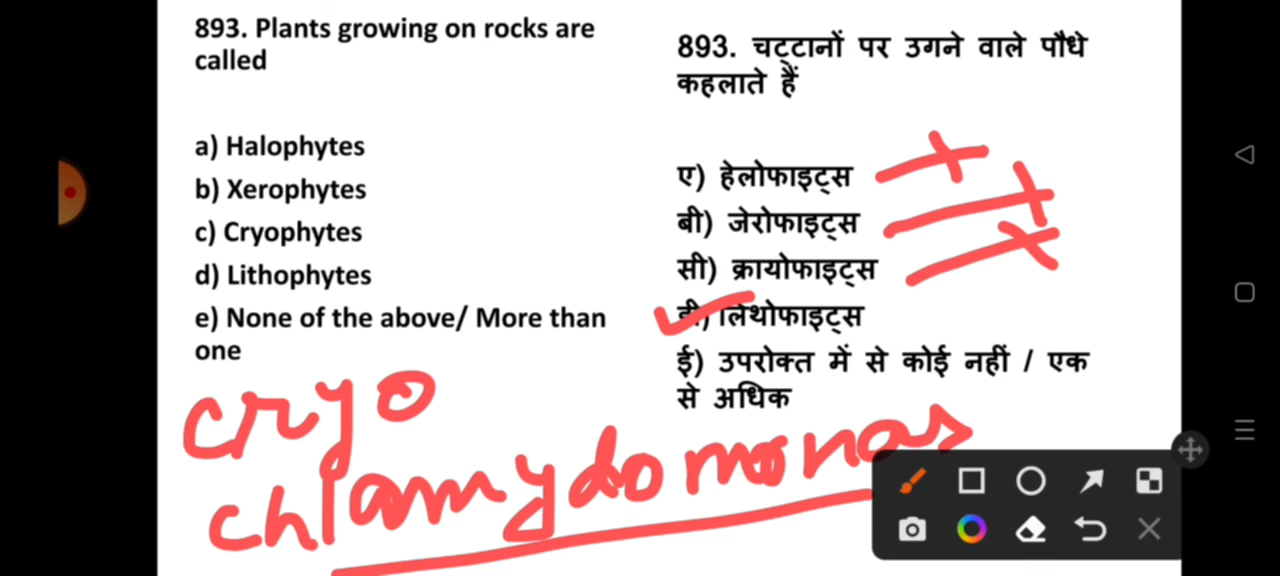 893. Plants growing on rocks are
called
a) Halophytes
b) Xerophytes
c) Cryophytes
d) Lithophytes
e) None of the above/ More than
one
893. चट्टानों पर उगने वाले पौधे
कहलाते हैं
ए) हेलोफाइट्स
बी) जेरोफाइट्स
सी) क्रायोफाइट्स
डी) लिथोफाइट्स
ई) उपरोक्त में से कोई नहीं / एक
से अधिक
cryo
chlamydomonas